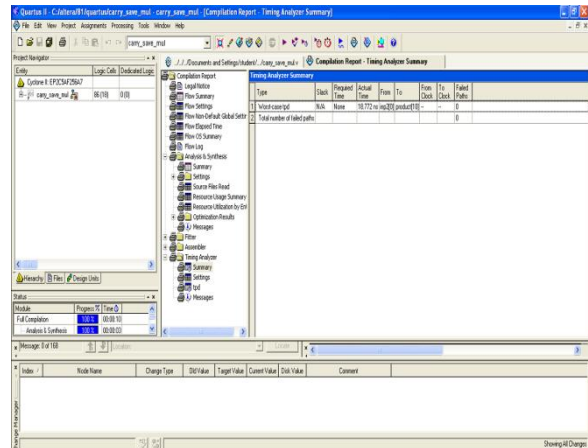 Quartus II - C:/altera/81/quartus/carry_save_mul - carry_save_mul - [Compilation Report - Timing Analyzer Summary]
File Edit View Project Assignments Processing Tools Window Help
carry_save_mul
Project Navigator
Entity Logic Cells Dedicated Logic
Cyclone II: EP2C5AF256A7
carry_save_mul 86 (18) 0 (0)
Hierarchy Files Design Units
Status
Module Progress % Time
Full Compilation 100 % 00:00:10
Analysis & Synthesis 100 % 00:00:03
Compilation Report - Timing Analyzer Summary
Compilation Report
Legal Notice
Flow Summary
Flow Settings
Flow Non-Default Global Settin
Flow Elapsed Time
Flow OS Summary
Flow Log
Analysis & Synthesis
Summary
Settings
Source Files Read
Resource Usage Summary
Resource Utilization by Ent
Optimization Results
Messages
Fitter
Assembler
Timing Analyzer
Summary
Settings
tpd
Messages
Timing Analyzer Summary
Type Slack Required Time Actual Time From To From Clock To Clock Failed Paths
1 Worst-case tpd N/A None 18.772 ns mp2[0] product[10] -- -- 0
2 Total number of failed paths 0
Message: 0 of 168 Location: Locate
Index Node Name Change Type Old Value Target Value Current Value Disk Value Comment
Change Manager
Showing All Changes